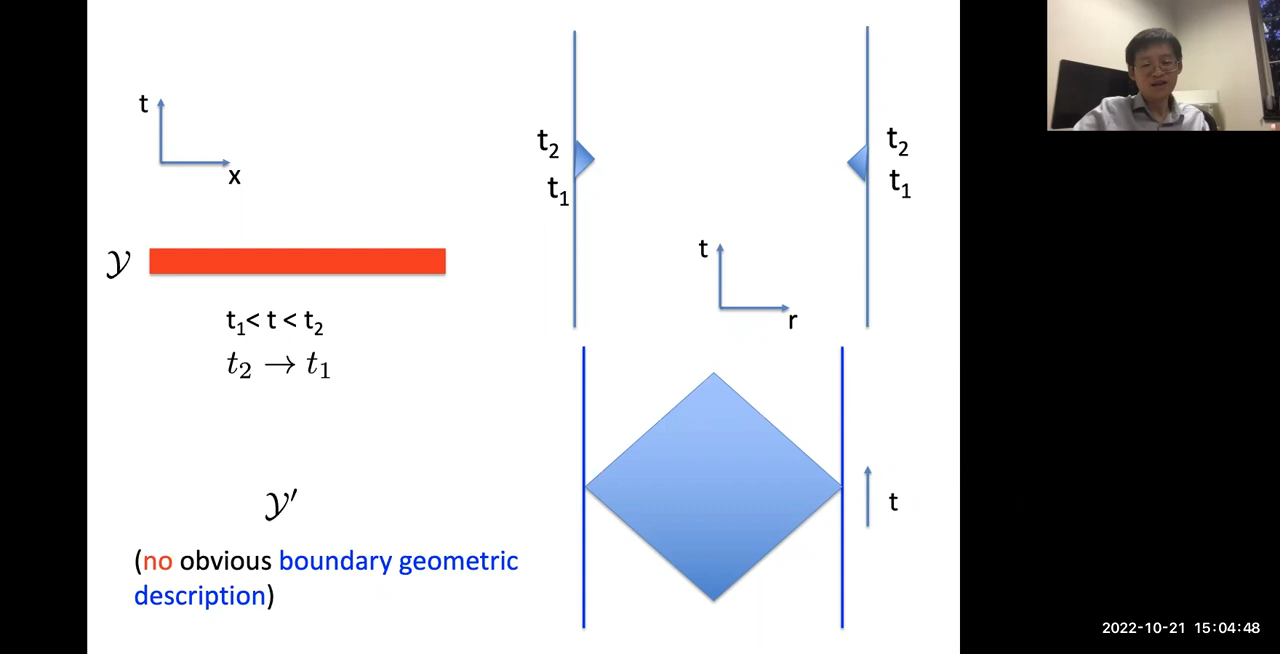 t
x
𝒴
t₁< t < t₂
t₂ → t₁
𝒴′
(no obvious boundary geometric
description)
t₂
t₁
t₂
t₁
t
r
t
2022-10-21 15:04:48